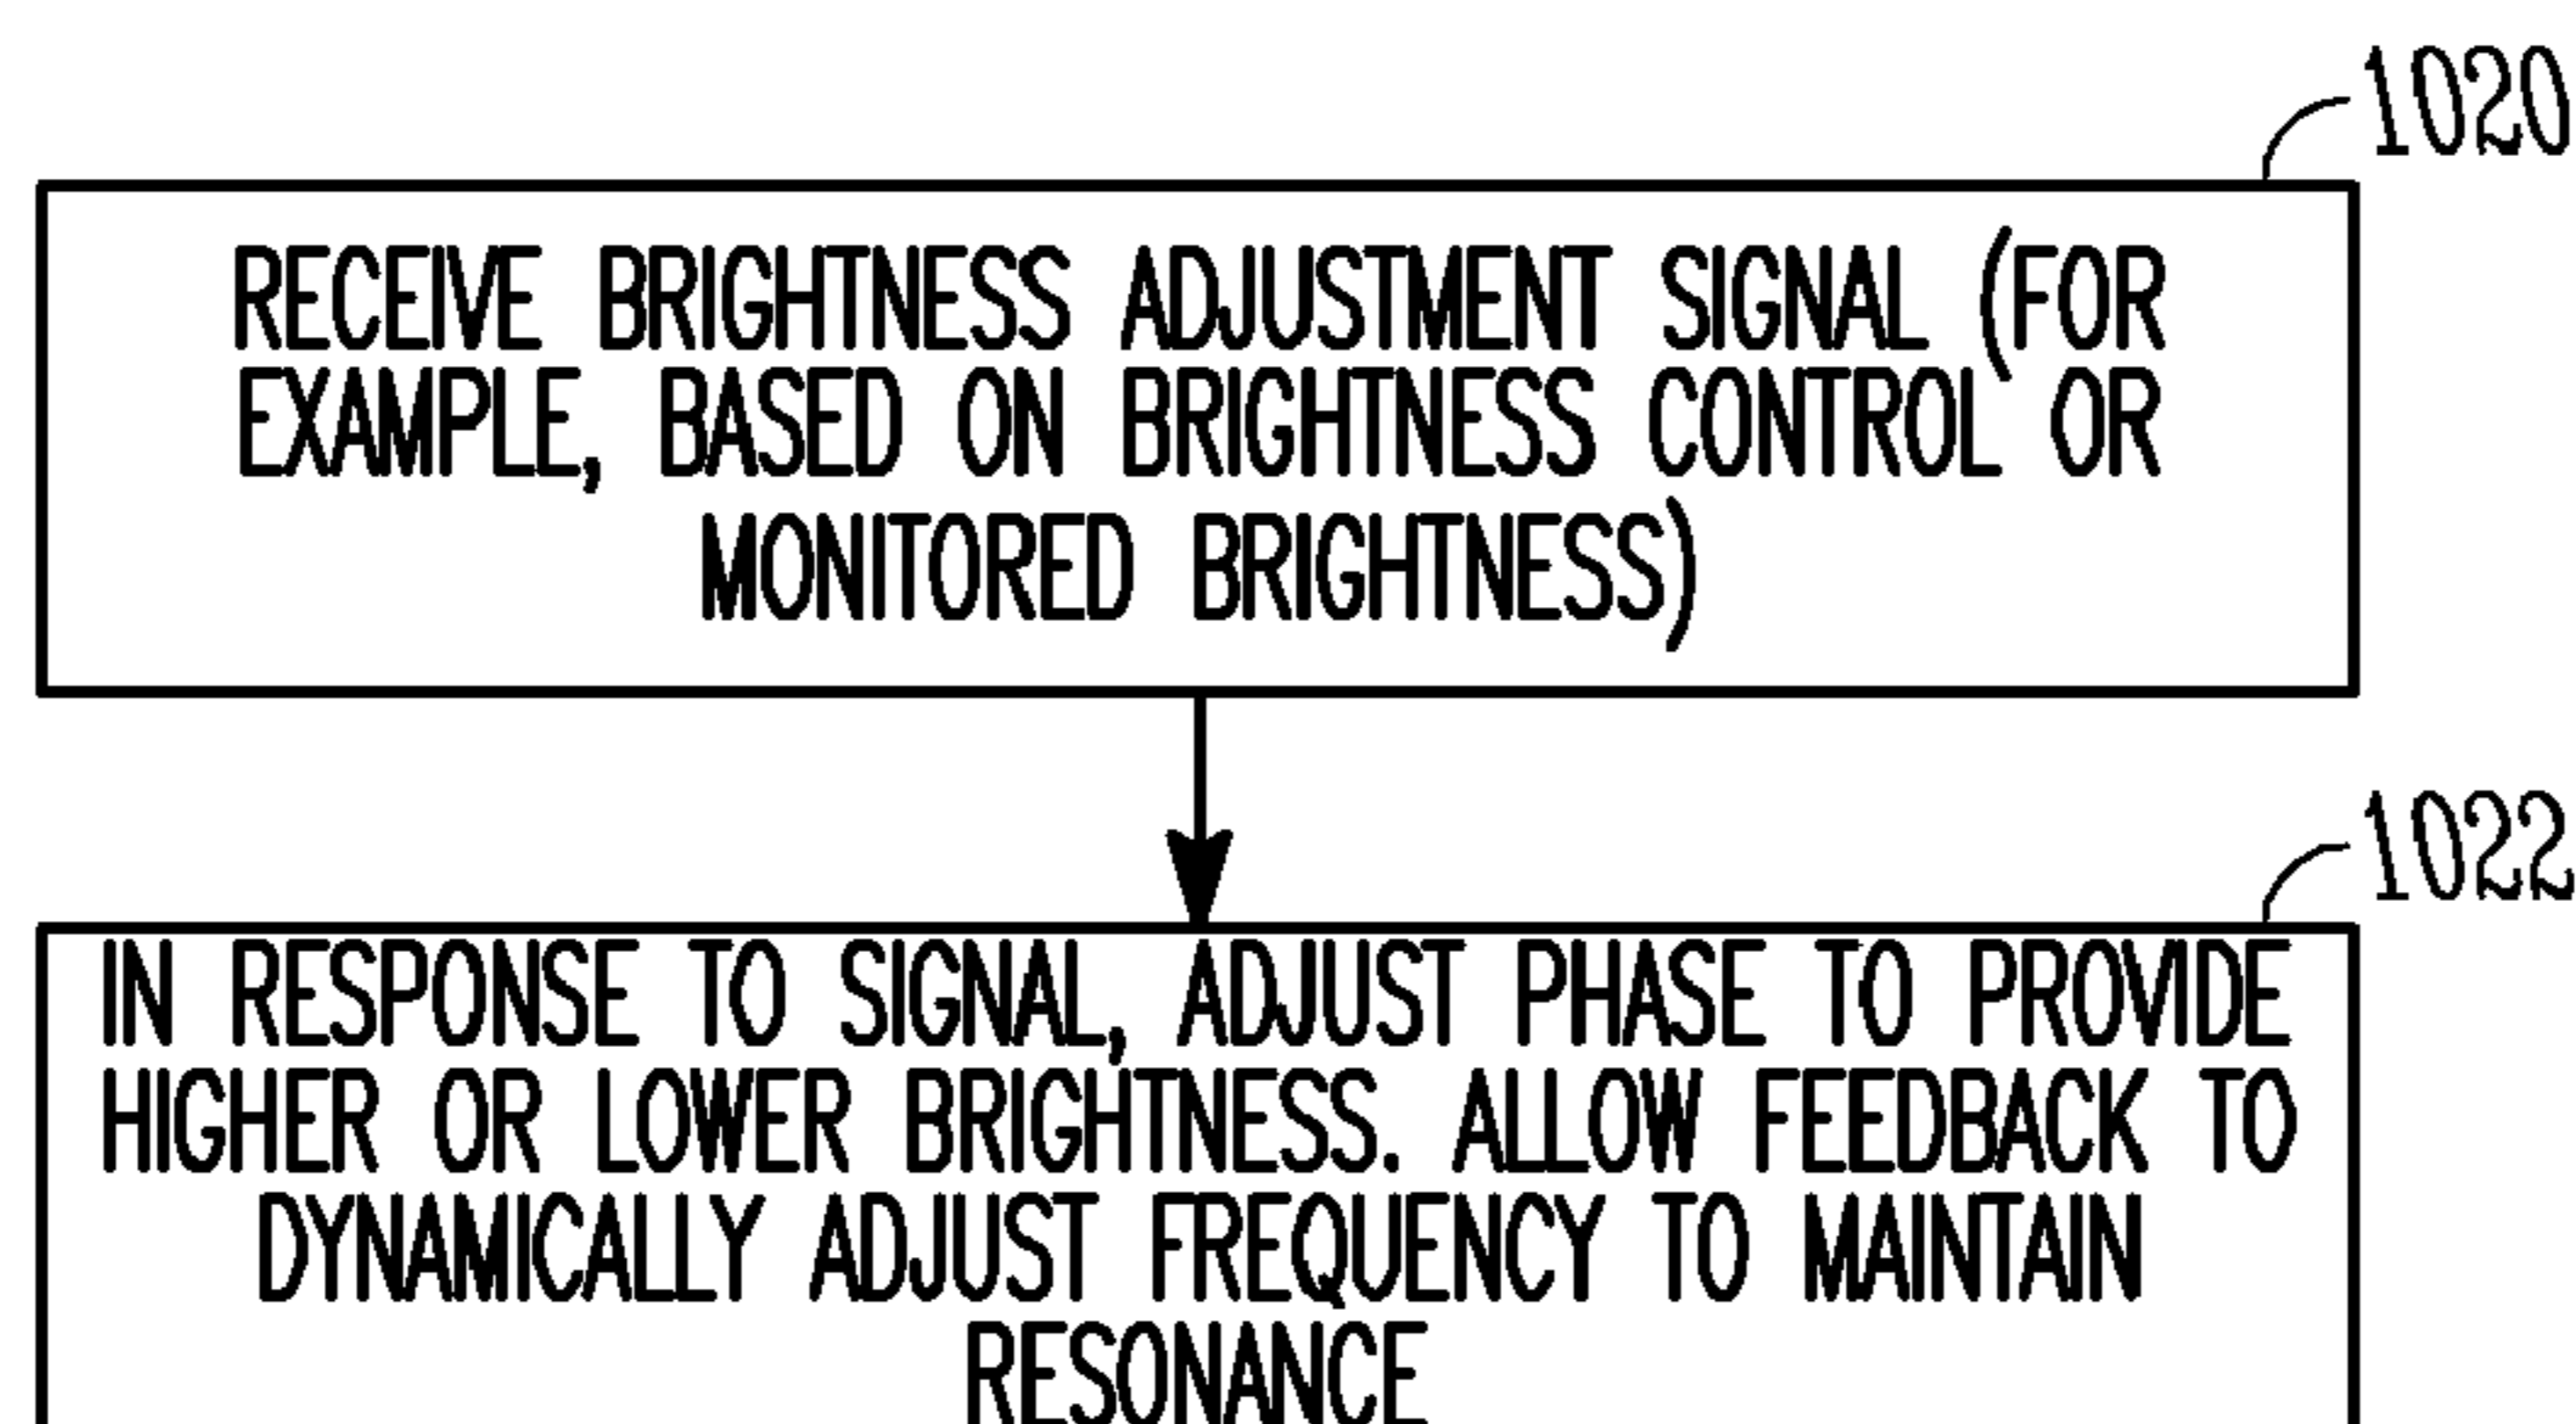 1020
RECEIVE BRIGHTNESS ADJUSTMENT SIGNAL (FOR
EXAMPLE, BASED ON BRIGHTNESS CONTROL OR
MONITORED BRIGHTNESS)
1022
IN RESPONSE TO SIGNAL, ADJUST PHASE TO PROVIDE
HIGHER OR LOWER BRIGHTNESS. ALLOW FEEDBACK TO
DYNAMICALLY ADJUST FREQUENCY TO MAINTAIN
RESONANCE